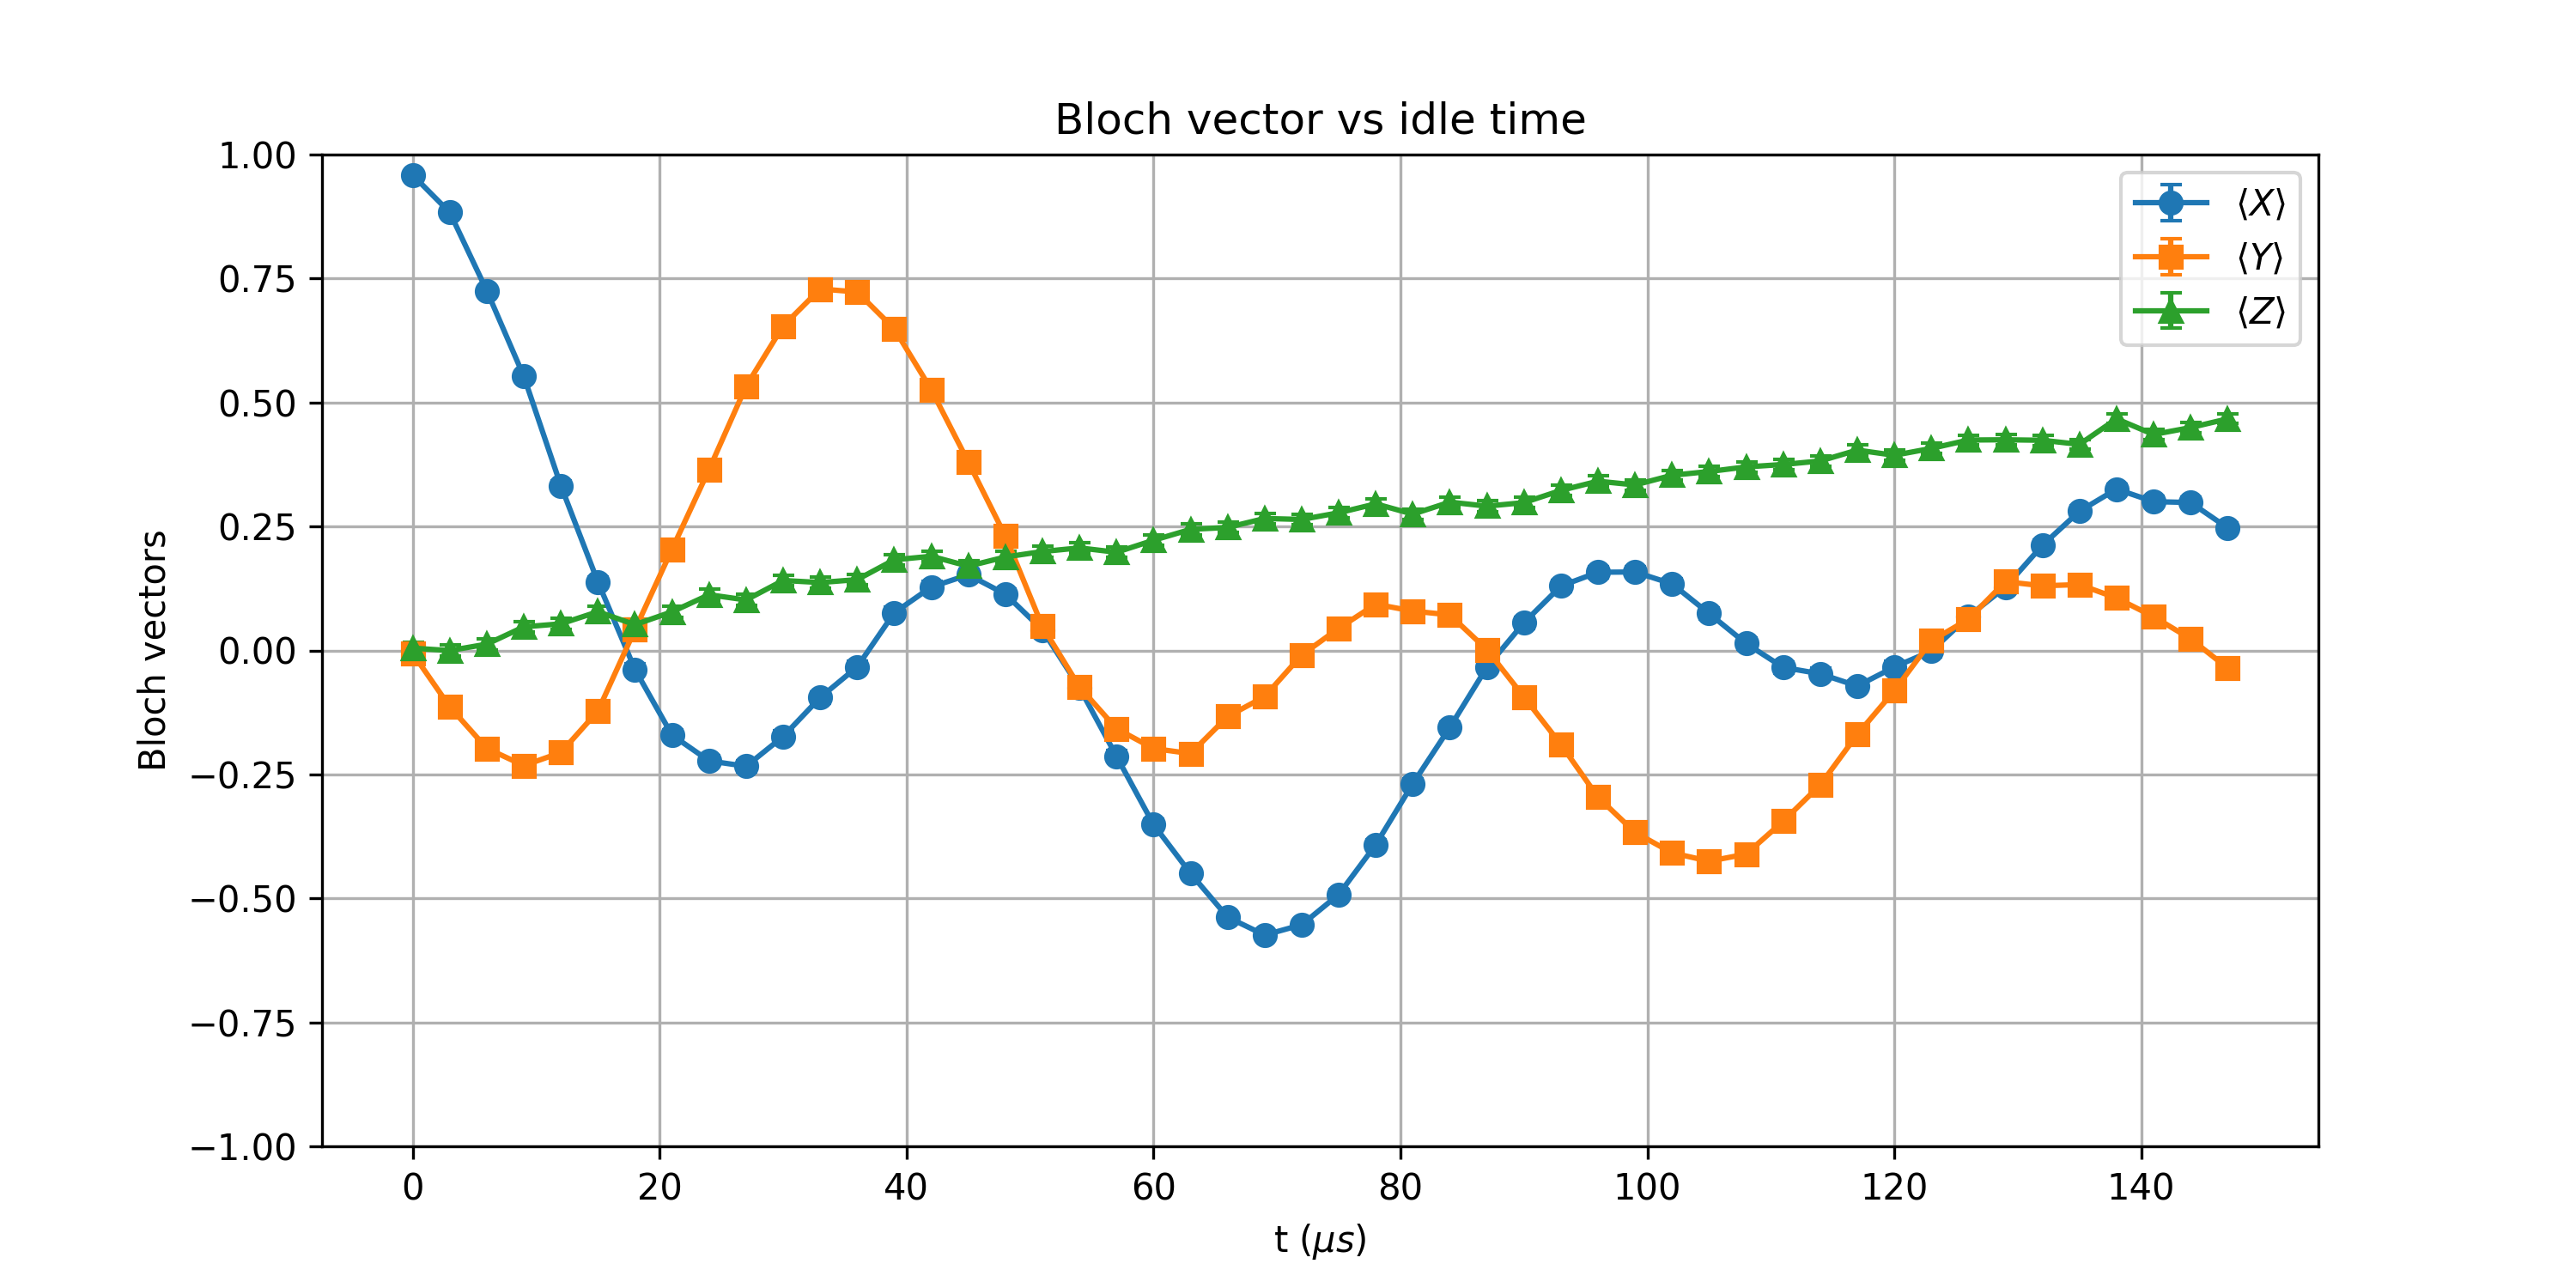 Bloch vector vs idle time
1.00
0.75
0.50
0.25
0.00
−0.25
−0.50
−0.75
−1.00
Bloch vectors
⟨X⟩
⟨Y⟩
⟨Z⟩
0 20 40 60 80 100 120 140
t (μs)